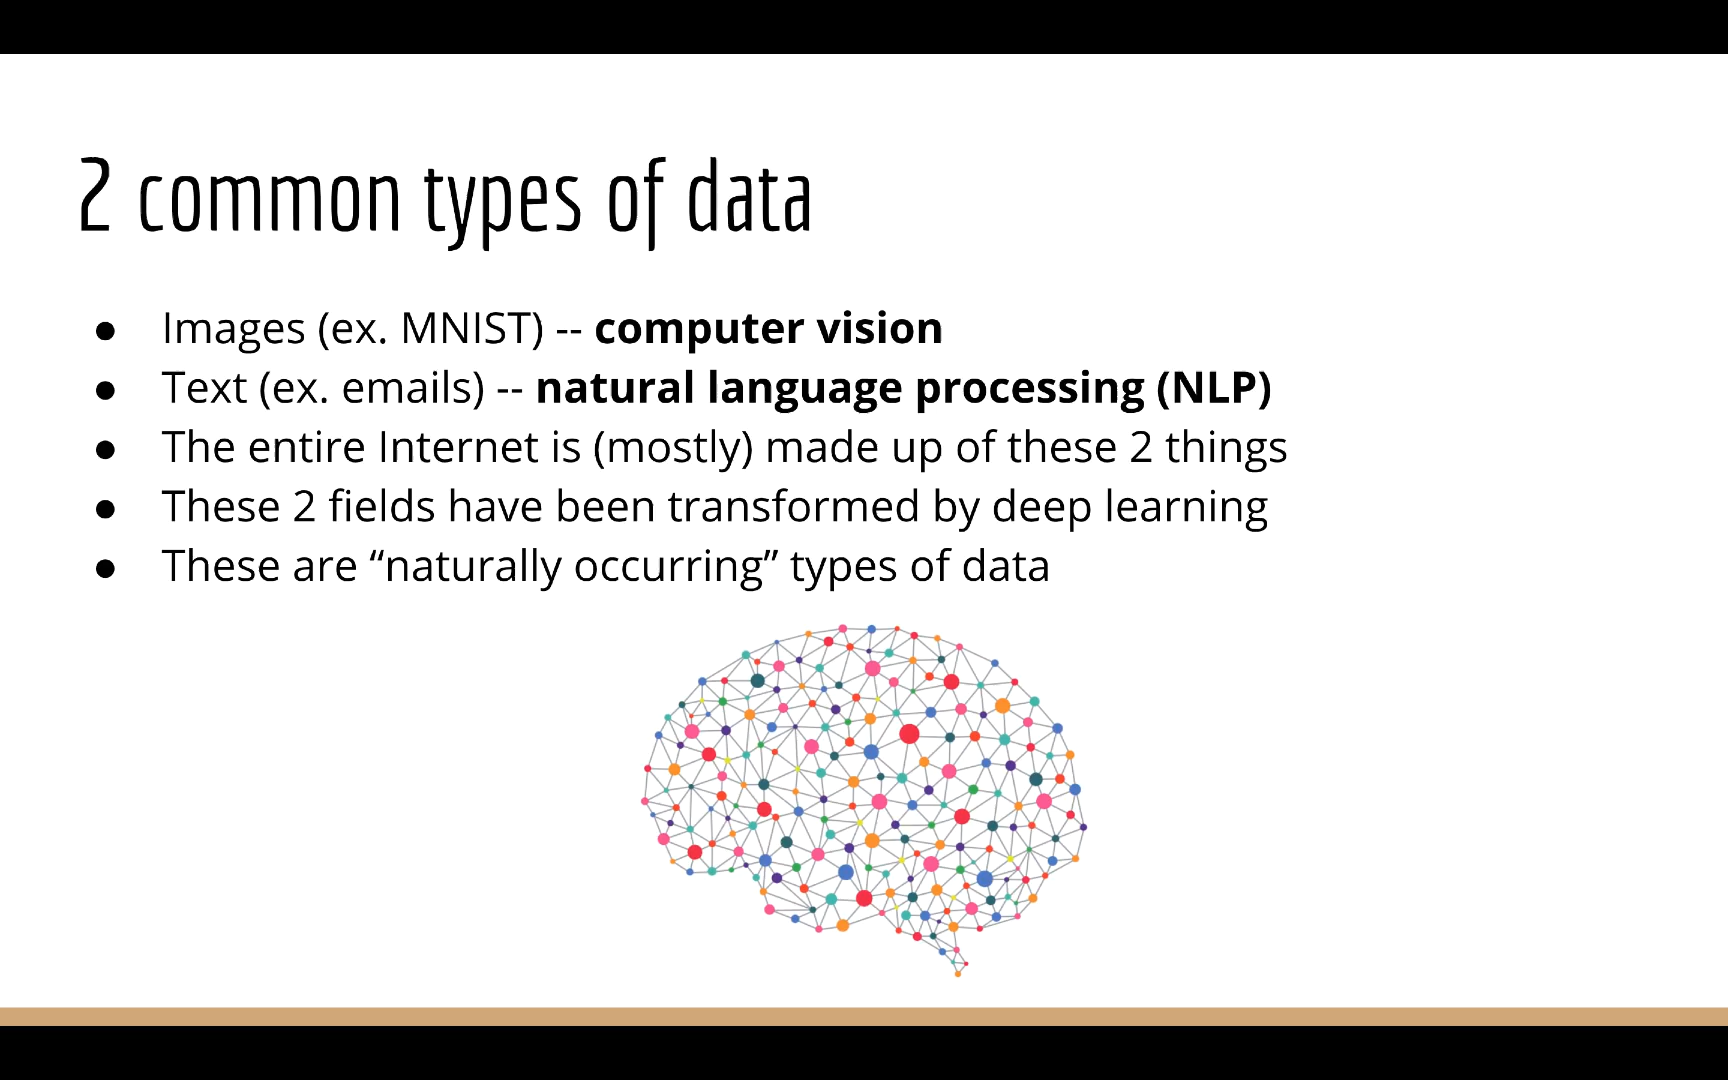 2 common types of data
● Images (ex. MNIST) -- computer vision
● Text (ex. emails) -- natural language processing (NLP)
● The entire Internet is (mostly) made up of these 2 things
● These 2 fields have been transformed by deep learning
● These are “naturally occurring” types of data